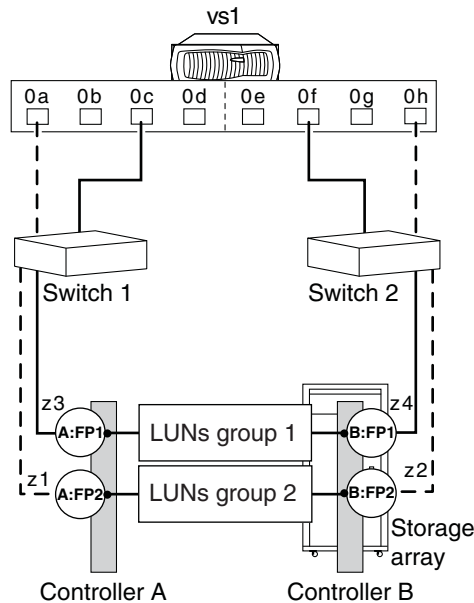 vs1
0a 0b 0c 0d 0e 0f 0g 0h
Switch 1
Switch 2
z3
z4
A:FP1
LUNs group 1
B:FP1
z1
z2
A:FP2
LUNs group 2
B:FP2
Storage
array
Controller A
Controller B